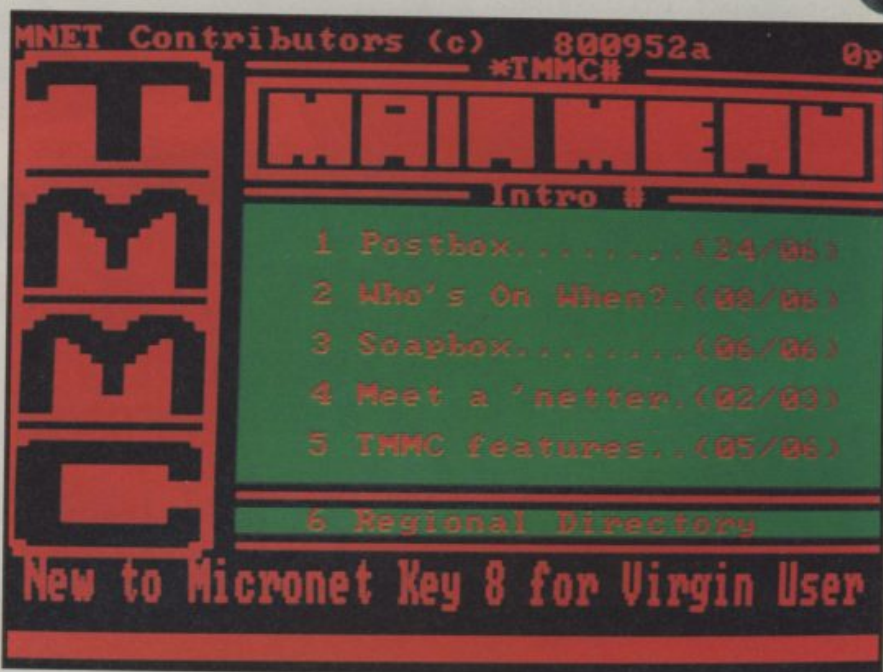 MNET Contributors (c) 800952a 0p
*TMMC#
MAIN MENU
Intro #
T
M
M
C
1 Postbox........(24/06)
2 Who's On When?.(08/06)
3 Soapbox........(06/06)
4 Meet a 'netter.(02/03)
5 TMMC features..(05/06)
6 Regional Directory
New to Micronet Key 8 for Virgin User